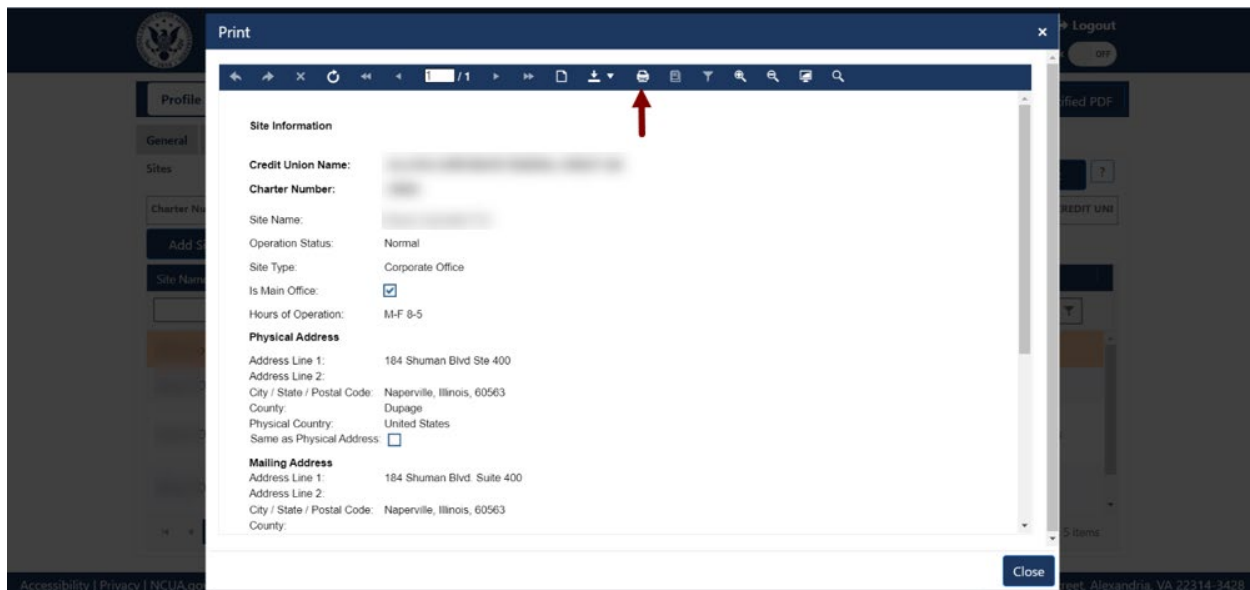 Print ×
Logout
OFF
1 / 1
Profile
ified PDF
Site Information
General
Sites
?
Credit Union Name:
Charter Number:
Charter Nu
REDIT UNI
Site Name:
Add Si
Operation Status: Normal
Site Type: Corporate Office
Site Name
Is Main Office:
Hours of Operation: M-F 8-5
Physical Address
Address Line 1: 184 Shuman Blvd Ste 400
Address Line 2:
City / State / Postal Code: Naperville, Illinois, 60563
County: Dupage
Physical Country: United States
Same as Physical Address:
Mailing Address
Address Line 1: 184 Shuman Blvd. Suite 400
Address Line 2:
City / State / Postal Code: Naperville, Illinois, 60563
County:
5 items
Close
Accessibility | Privacy | NCUA.go
reet, Alexandria, VA 22314-3428